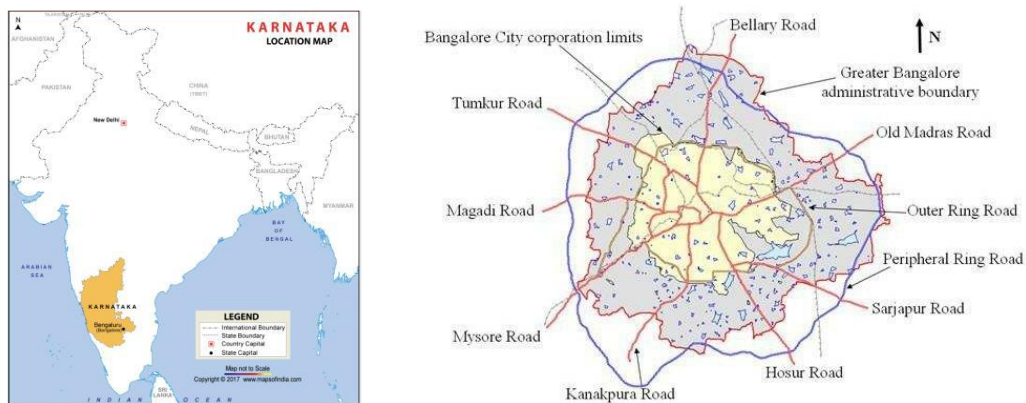 N
KARNATAKA
LOCATION MAP
AFGHANISTAN
PAKISTAN
CHINA
(TIBET)
New Delhi
NEPAL
BHUTAN
BANGLADESH
MYANMAR
BAY
OF
BENGAL
ARABIAN
SEA
KARNATAKA
Bengaluru
(Bangalore)
LEGEND
International Boundary
State Boundary
Country Capital
State Capital
Map not to Scale
Copyright © 2017 www.mapsofindia.com
SRI
LANKA
INDIAN OCEAN
Bellary Road
N
Bangalore City corporation limits
Greater Bangalore
administrative boundary
Tumkur Road
Old Madras Road
Magadi Road
Outer Ring Road
Peripheral Ring Road
Sarjapur Road
Mysore Road
Hosur Road
Kanakpura Road